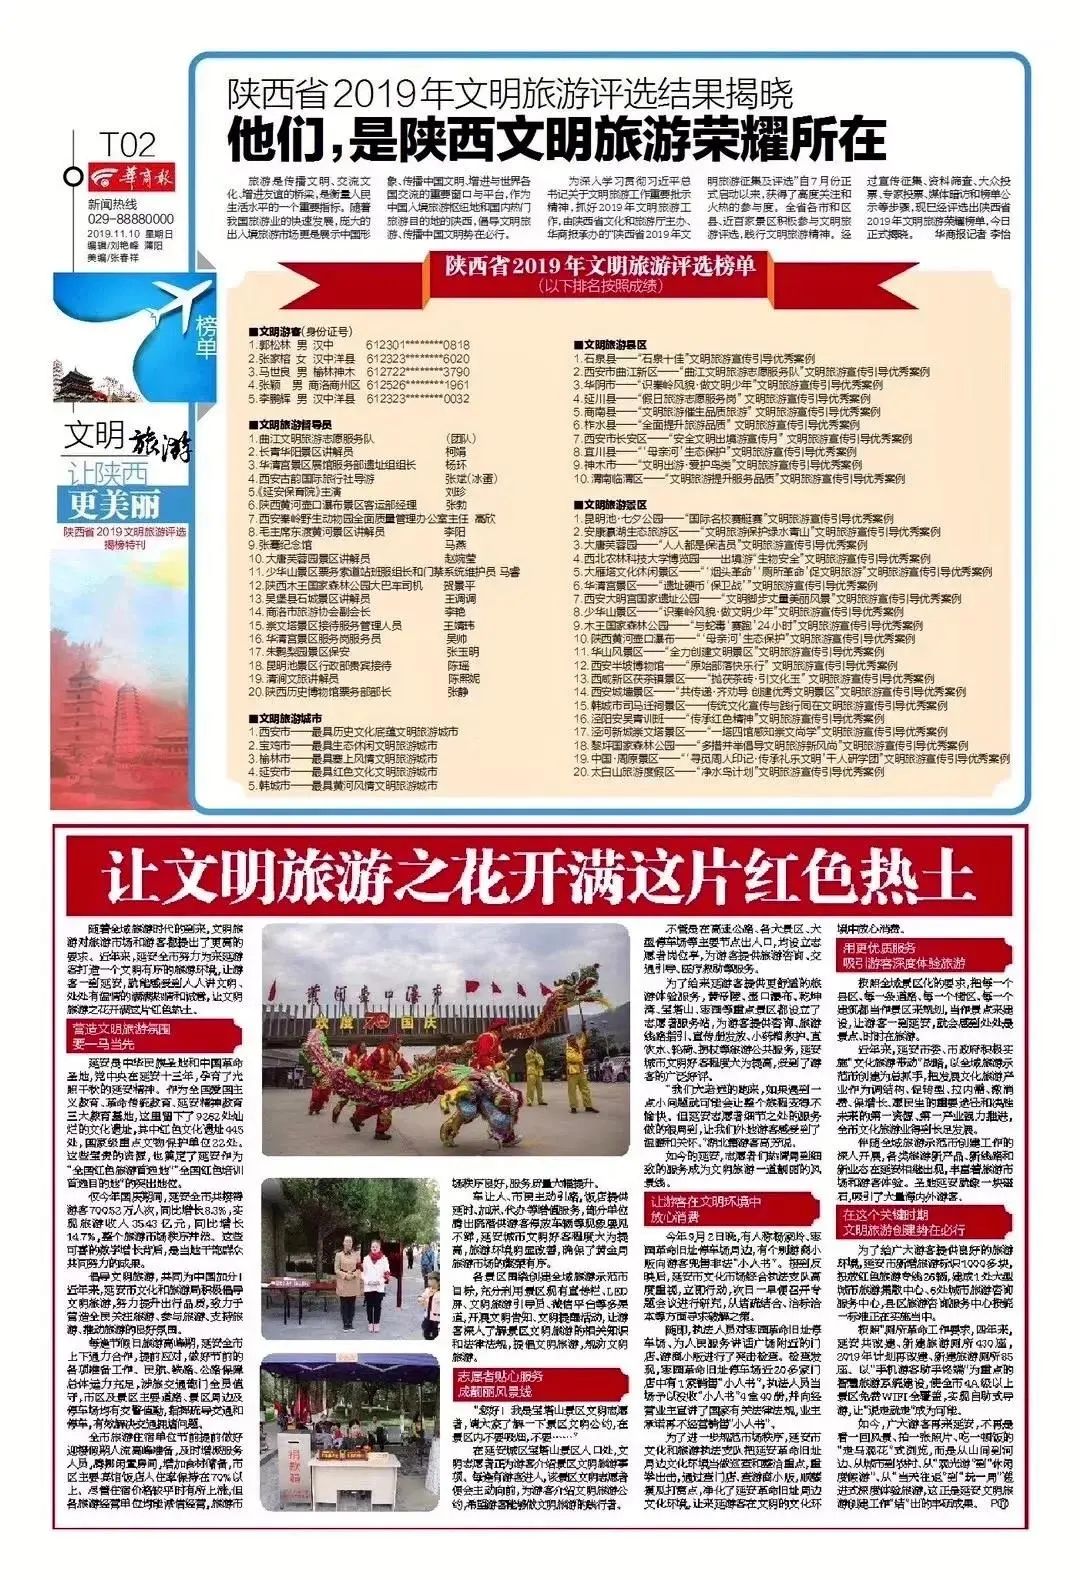 T02
華商報
新闻热线
029-88880000
2019.11.10 星期日
编辑/刘艳峰 蒲阳
美编/张春祥
榜单
文明旅游
让陕西
更美丽
陕西省2019文明旅游评选
揭榜特刊
陕西省2019年文明旅游评选结果揭晓
他们，是陕西文明旅游荣耀所在
旅游是传播文明、交流文
化、增进友谊的桥梁，是衡量人民
生活水平的一个重要指标。随着
我国旅游业的快速发展，庞大的
出入境旅游市场更是展示中国形
象、传播中国文明、增进与世界各
国交流的重要窗口与平台，作为
中国入境旅游枢纽地和国内热门
旅游目的地的陕西，倡导文明旅
游、传播中国文明势在必行。
为深入学习贯彻习近平总
书记关于文明旅游工作重要批示
精神，抓好2019年文明旅游工
作，由陕西省文化和旅游厅主办、
华商报承办的“陕西省2019年文
明旅游征集及评选”自7月份正
式启动以来，获得了高度关注和
火热的参与度。全省各市和区
县、近百家景区积极参与文明旅
游评选，践行文明旅游精神。经
过宣传征集、资料筛查、大众投
票、专家投票、媒体暗访和榜单公
示等步骤，现已经评选出陕西省
2019年文明旅游荣耀榜单，今日
正式揭晓。 华商报记者 李怡
陕西省2019年文明旅游评选榜单
（以下排名按照成绩）
■文明游客(身份证号)
1.郭松林 男 汉中 612301********0818
2.张家榕 女 汉中洋县 612323********6020
3.马世良 男 榆林神木 612722********3790
4.张颖 男 商洛商州区 612526********1961
5.李鹏辉 男 汉中洋县 612323********0032
■文明旅游督导员
1.曲江文明旅游志愿服务队 （团队）
2.长青华阳景区讲解员 柯娟
3.华清宫景区展馆服务部遗址组组长 杨环
4.西安古韵国际旅行社导游 张斌(冰蛋)
5.《延安保育院》主演 刘珍
6.陕西黄河壶口瀑布景区客运部经理 张勃
7.西安秦岭野生动物园全面质量管理办公室主任 高欣
8.毛主席东渡黄河景区讲解员 李阳
9.张骞纪念馆 马燕
10.大唐芙蓉园景区讲解员 赵婉莹
11.少华山景区票务索道站班服组长和门禁系统维护员 马睿
12.陕西木王国家森林公园大巴车司机 贺景平
13.吴堡县石城景区讲解员 王调调
14.商洛市旅游协会副会长 李艳
15.崇文塔景区接待服务管理人员 王婧玮
16.华清宫景区服务岗服务员 吴帅
17.朱鹮梨园景区保安 张玉明
18.昆明池景区行政部贵宾接待 陈瑶
19.清涧文旅讲解员 陈熙妮
20.陕西历史博物馆票务部部长 张静
■文明旅游城市
1.西安市——最具历史文化底蕴文明旅游城市
2.宝鸡市——最具生态休闲文明旅游城市
3.榆林市——最具塞上风情文明旅游城市
4.延安市——最具红色文化文明旅游城市
5.韩城市——最具黄河风情文明旅游城市
■文明旅游县区
1.石泉县——“石泉十佳”文明旅游宣传引导优秀案例
2.西安市曲江新区——“曲江文明旅游志愿服务队”文明旅游宣传引导优秀案例
3.华阴市——“识秦岭风貌·做文明少年”文明旅游宣传引导优秀案例
4.延川县——“假日旅游志愿服务岗” 文明旅游宣传引导优秀案例
5.商南县——“文明旅游催生品质旅游” 文明旅游宣传引导优秀案例
6.柞水县——“全面提升旅游品质” 文明旅游宣传引导优秀案例
7.西安市长安区——“安全文明出境游宣传月” 文明旅游宣传引导优秀案例
8.宜川县——“‘母亲河’生态保护”文明旅游宣传引导优秀案例
9.神木市——“文明出游·爱护鸟类”文明旅游宣传引导优秀案例
10.渭南临渭区——“文明旅游提升服务品质”文明旅游宣传引导优秀案例
■文明旅游景区
1.昆明池·七夕公园——“国际名校赛艇赛”文明旅游宣传引导优秀案例
2.安康瀛湖生态旅游区——“文明旅游保护绿水青山”文明旅游宣传引导优秀案例
3.大唐芙蓉园——“人人都是保洁员”文明旅游宣传引导优秀案例
4.西北农林科技大学博览园——出境游“生物安全”文明旅游宣传引导优秀案例
5.大雁塔文化休闲景区——“‘烟头革命’‘厕所革命’促文明旅游”文明旅游宣传引导优秀案例
6.华清宫景区——“遗址硬币‘保卫战’”文明旅游宣传引导优秀案例
7.西安大明宫国家遗址公园——“文明脚步丈量美丽风景”文明旅游宣传引导优秀案例
8.少华山景区——“识秦岭风貌·做文明少年”文明旅游宣传引导优秀案例
9.木王国家森林公园——“与蛇毒‘赛跑’24小时”文明旅游宣传引导优秀案例
10.陕西黄河壶口瀑布——“‘母亲河’生态保护”文明旅游宣传引导优秀案例
11.华山风景区——“全力创建文明景区”文明旅游宣传引导优秀案例
12.西安半坡博物馆——“原始部落快乐行” 文明旅游宣传引导优秀案例
13.西咸新区茯茶镇景区——“抛茯茶砖·引文化玉” 文明旅游宣传引导优秀案例
14.西安城墙景区——“共传递·齐劝导 创建优秀文明景区”文明旅游宣传引导优秀案例
15.韩城市司马迁祠景区——传统文化宣传与践行同在文明旅游宣传引导优秀案例
16.泾阳安吴青训班——“传承红色精神”文明旅游宣传引导优秀案例
17.泾河新城崇文塔景区——“一塔四馆感知崇文尚学”文明旅游宣传引导优秀案例
18.黎坪国家森林公园——“多措并举倡导文明旅游新风尚”文明旅游宣传引导优秀案例
19.中国·周原景区——“‘寻觅周人印记·传承礼乐文明’千人研学团”文明旅游宣传引导优秀案例
20.太白山旅游度假区——“净水鸟计划”文明旅游宣传引导优秀案例
让文明旅游之花开满这片红色热土
随着全域旅游时代的到来，文明旅
游对旅游市场和游客都提出了更高的
要求。近年来，延安全市努力为来延游
客打造一个文明有序的旅游环境，让游
客一到延安，就能感受到人人讲文明、
处处有温情的满满热情和诚意，让文明
旅游之花开满这片红色热土。
营造文明旅游氛围
要一马当先
延安是中华民族圣地和中国革命
圣地，党中央在延安十三年，孕育了光
照千秋的延安精神。作为全国爱国主
义教育、革命传统教育、延安精神教育
三大教育基地，这里留下了9262处灿
烂的文化遗址，其中红色文化遗址445
处，国家级重点文物保护单位22处。
这些宝贵的资源，也奠定了延安作为
“全国红色旅游首选地”“全国红色培训
首选目的地”的突出地位。
仅今年国庆期间，延安全市共接待
游客709.52万人次，同比增长8.3%，实
现旅游收入35.43亿元，同比增长
14.7%，整个旅游市场秩序井然。这些
可喜的数字增长背后，是当地干部群众
共同努力的成果。
倡导文明旅游，共同为中国加分！
近年来，延安市文化和旅游局积极倡导
文明旅游，努力提升出行品质，致力于
营造全民关注旅游、参与旅游、支持旅
游、推动旅游的良好氛围。
每逢节假日旅游高峰期，延安全市
上下通力合作，提前应对，做好节前的
各项准备工作。民航、铁路、公路保障
总体运力充足，涉旅交通部门全员值
守，市区及景区主要道路、景区周边及
停车场均有交警值勤，指挥疏导交通和
停车，有效解决交通拥堵问题。
全市旅游住宿单位节前提前做好
迎接假期人流高峰准备，及时增派服务
人员，腾挪闲置房间，增加食材储备，市
区主要宾馆饭店入住率保持在70%以
上，尽管住宿价格较平时有所上涨，但
各旅游经营单位均能诚信经营，旅游市
黄河壶口瀑布
欢度70国庆
捐款箱
场秩序良好，服务质量大幅提升。
车让人、市民主动引路，饭店提供
延时、加米、代办等增值服务，部分单位
腾出院落供游客停放车辆等现象屡见
不鲜，延安城市文明好客程度大为提
高，旅游环境明显改善，确保了黄金周
旅游市场的繁荣有序。
各景区围绕创建全域旅游示范市
目标，充分利用景区现有宣传栏、LED
屏、文明旅游引导员、微信平台等多渠
道，开展文明告知、文明提醒活动，让游
客深入了解景区文明旅游的相关知识
和法律法规，提倡文明旅游，规劝文明
旅游。
志愿者贴心服务
成靓丽风景线
“您好！我是宝塔山景区文明志愿
者，请大家了解一下景区文明公约，在
景区内不要吸烟，不要……”
在延安城区宝塔山景区入口处，文
明志愿者正为游客介绍景区文明旅游事
项。每逢有游客进入，该景区文明志愿者
便会主动向前，为游客介绍文明旅游公
约，希望游客能够做文明旅游的践行者。
不管是在高速公路、各大景区、大
型停车场等主要节点出入口，均设立志
愿者岗位亭，为游客提供旅游咨询、交
通引导、医疗救助等服务。
为了给来延游客提供更舒适的旅
游体验服务，黄帝陵、壶口瀑布、乾坤
湾、宝塔山、枣园等重点景区都设立了
志愿者服务站，为游客提供咨询、旅游
线路指引、宣传册发放、小药箱救护、直
饮水、轮椅、拐杖等旅游公共服务，延安
城市文明好客程度大为提高，受到了游
客的广泛好评。
“我们大老远的跑来，如果遇到一
点小问题就可能会让整个旅程变得不
愉快。但延安志愿者细节之处的服务
做的很周到，让我们外地游客感受到了
温暖和关怀。”湖北籍游客高芳说。
如今的延安，志愿者们热情周到细
致的服务成为文明旅游一道靓丽的风
景线。
让游客在文明环境中
放心消费
今年9月2日晚，有人称杨家岭、枣
园革命旧址停车场周边，有个别游商小
贩向游客兜售非法“小人书”。接到反
映后，延安市文化市场综合执法支队高
度重视，立即行动，次日一早便召开专
题会议进行研究，从清疏结合、治标治
本等方面寻求破解之策。
随即，执法人员对枣园革命旧址停
车场、为人民服务讲话广场附近的门
店、游商小贩进行了突击检查。检查发
现，枣园革命旧址停车场近20多家门
店中有1家销售“小人书”，执法人员当
场予以没收“小人书”4盒99册，并向经
营业主宣讲了国家有关法律法规，业主
承诺再不经营销售“小人书”。
为了进一步规范市场秩序，延安市
文化和旅游执法支队把延安革命旧址
周边文化环境当做巡查和整治重点，重
拳出击，通过查门店、查游商小贩，顺藤
摸瓜打窝点，净化了延安革命旧址周边
文化环境，让来延游客在文明的文化环
境中放心消费。
用更优质服务
吸引游客深度体验旅游
按照全域景区化的要求，把每一个
县区、每一条道路、每一个街区、每一个
建筑都当作景区来规划，当作景点来建
设，让游客一到延安，就会感到处处是
景点、时时在旅游。
近年来，延安市委、市政府积极实
施“文化旅游带动”战略，以全域旅游示
范市创建为总抓手，把发展文化旅游产
业作为调结构、促转型、拉内需、惠消
费、保增长、惠民生的重要途径和决胜
未来的第一资源、第一产业强力推进，
全市文化旅游业得到长足发展。
伴随全域旅游示范市创建工作的
深入开展，各类旅游新产品、新线路和
新业态在延安相继出现，丰富着旅游市
场和游客体验。圣地延安就像一块磁
石，吸引了大量海内外游客。
在这个关键时期
文明旅游创建势在必行
为了给广大游客提供良好的旅游
环境，延安市新增旅游标识1000多块，
投放红色旅游专线26辆，建成1处大型
城市旅游集散中心、5处城市旅游咨询
服务中心，县区旅游咨询服务中心按统
一标准正在实施当中。
按照“厕所革命”工作要求，四年来，
延安共改建、新建旅游厕所430座，
2019年计划再改建、新建旅游厕所85
座。以“手机游客助手终端”为重点的
智慧旅游系统建设，使全市4A级以上
景区免费WIFI全覆盖，实现自助式导
游，让“说走就走”成为可能。
如今，广大游客再来延安，不再是
看一回风景、拍一张照片、吃一顿饭的
“走马观花”式浏览，而是从山间到河
边、从城市到农村、从“观光游”到“休闲
度假游”、从“当天往返”到“玩一周”渐
进式深度体验旅游，这正是延安文明旅
游创建工作“结”出的丰硕成果。